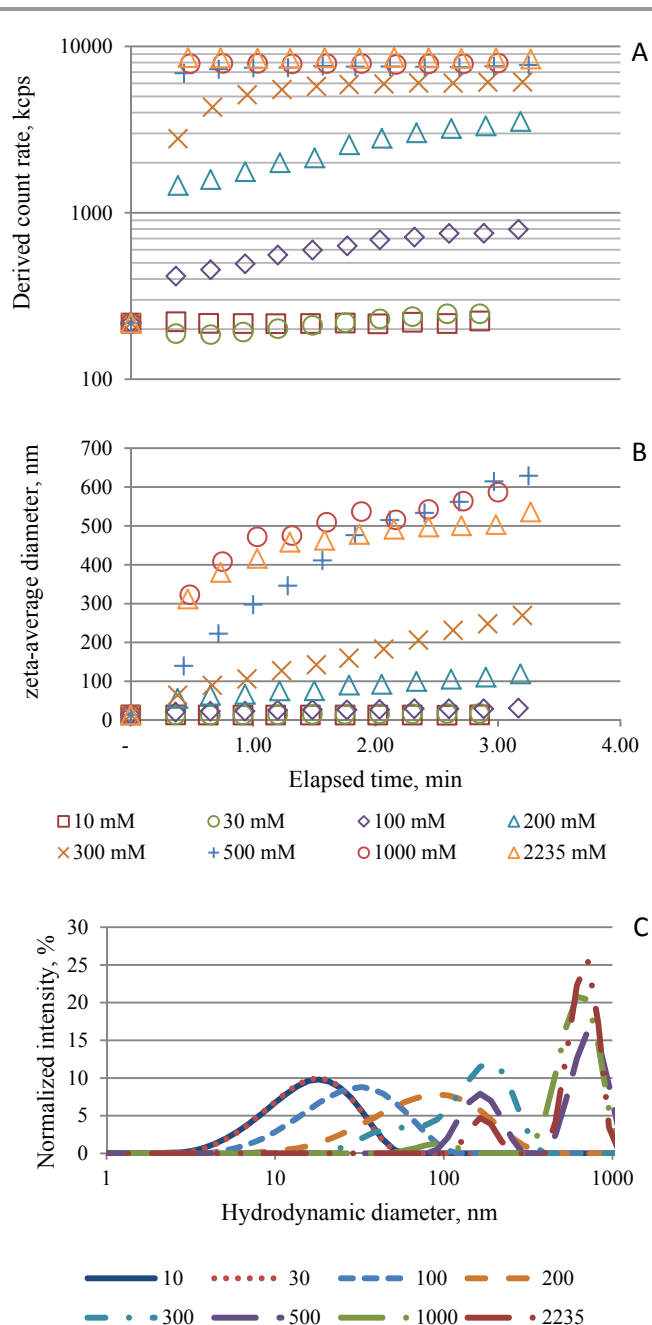 A
10000
1000
100
Derived count rate, kcps
B
700
600
500
400
300
200
100
0
zeta-average diameter, nm
- 1.00 2.00 3.00 4.00
Elapsed time, min
10 mM 30 mM 100 mM 200 mM
300 mM 500 mM 1000 mM 2235 mM
C
30
25
20
15
10
5
0
Normalized intensity, %
1 10 100 1000
Hydrodynamic diameter, nm
10 30 100 200
300 500 1000 2235